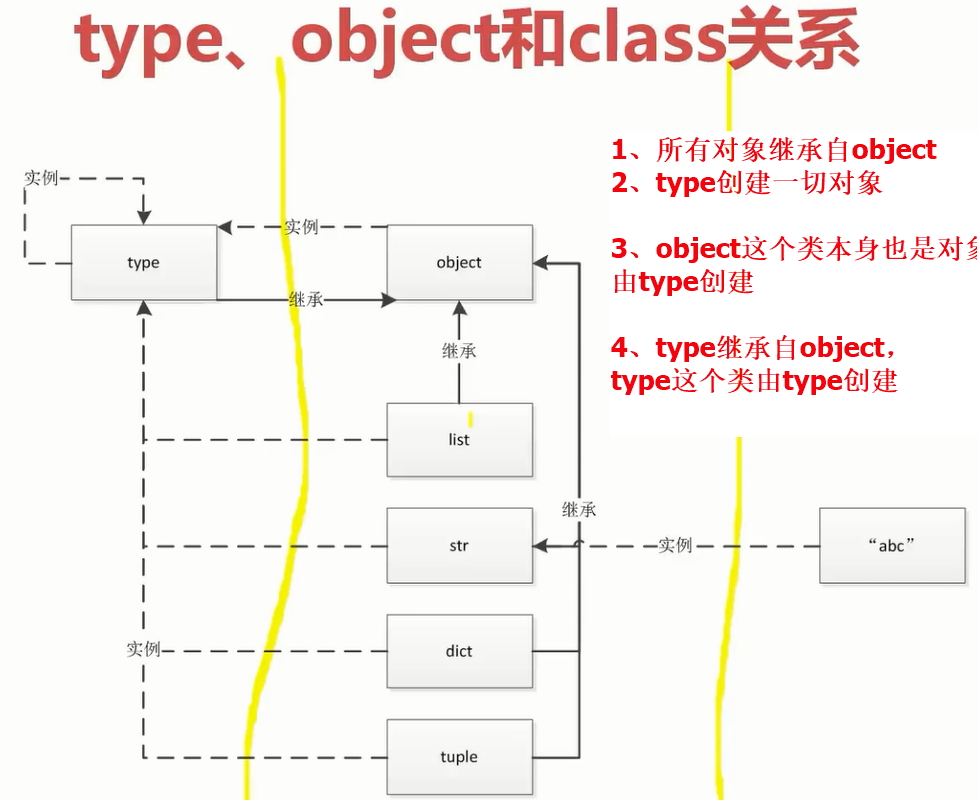 type、object和class关系
1、所有对象继承自object
2、type创建一切对象
3、object这个类本身也是对象
由type创建
4、type继承自object，
type这个类由type创建
实例
实例
type
object
继承
继承
list
继承
str
实例
“abc”
实例
dict
tuple